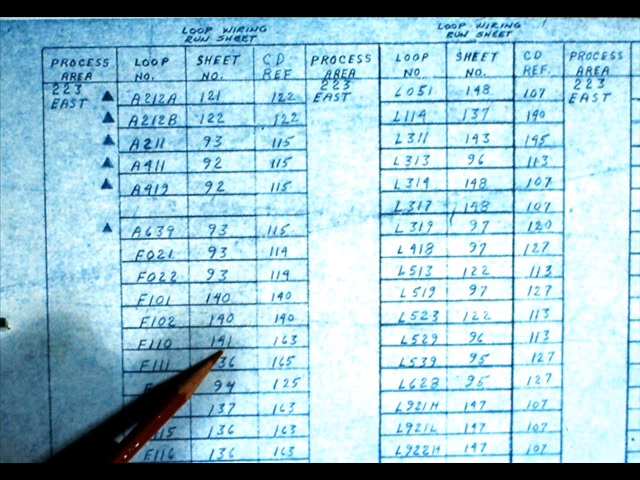 LOOP WIRING RUN SHEET
LOOP WIRING RUN SHEET
PROCESS AREA LOOP NO. SHEET NO. CD REF PROCESS AREA LOOP NO. SHEET NO. CD REF. PROCESS AREA
223 EAST ▲ A212A 121 122 223 EAST L051 148 107 223 EAST
▲ A212B 122 122 L114 137 140
▲ A211 93 115 L311 143 145
▲ A411 92 115 L313 96 113
▲ A419 92 115 L314 148 107
L317 148 107
▲ A639 93 115 L319 97 120
F021 93 114 L418 97 127
F022 93 114 L513 122 113
F101 140 140 L519 97 127
F102 140 140 L523 122 113
F110 141 163 L529 96 113
F111 136 165 L539 95 127
94 125 L628 95 127
137 163 L921H 147 107
136 163 L921L 147 107
F116 136 163 L922H 147 107